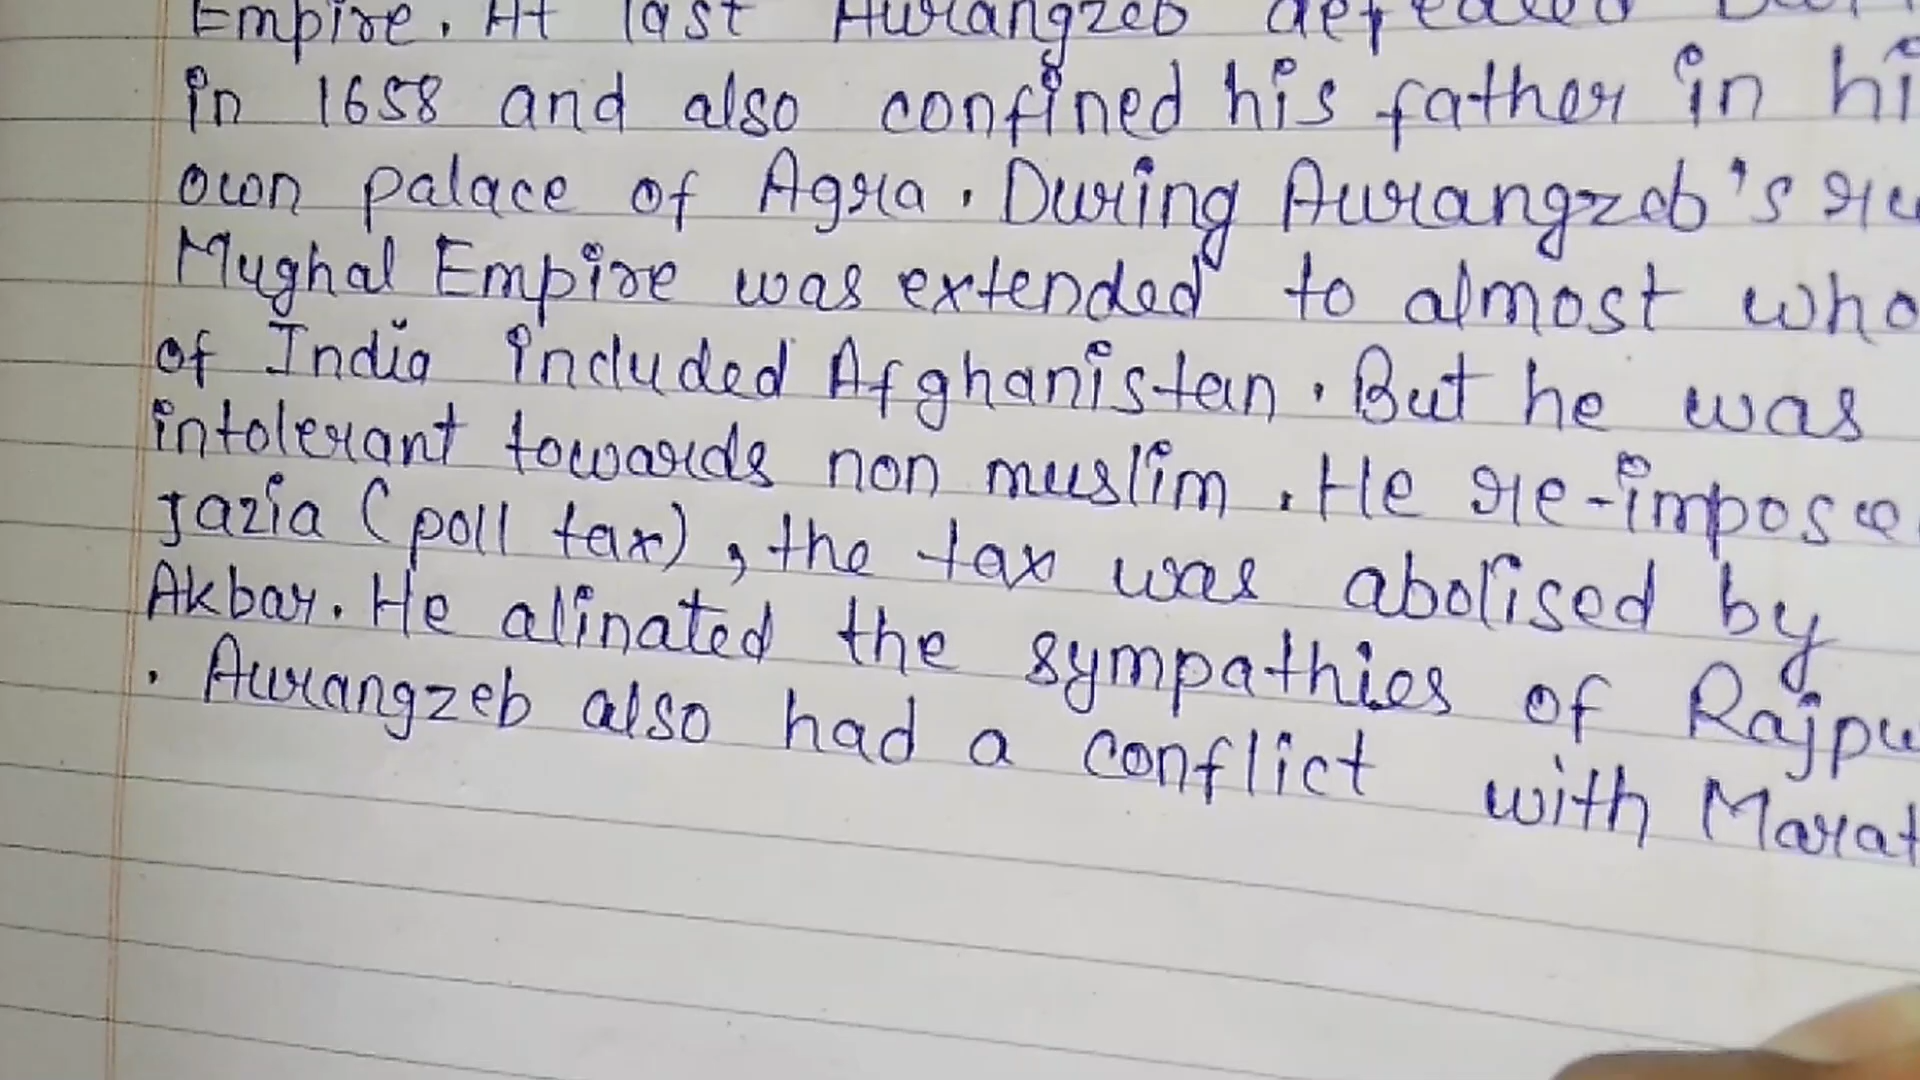 Empire. At last Aurangzeb defeated
in 1658 and also confined his father in hi
own palace of Agra. During Aurangzeb's
Mughal Empire was extended to almost who
of India included Afghanistan. But he was
intolerant towards non muslim. He re-impose
Jazia (poll tax), the tax was abolised by
Akbar. He alinated the sympathies of Rajpu
. Aurangzeb also had a conflict with Marat